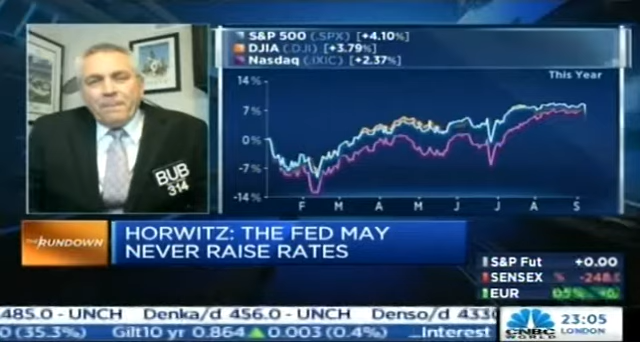 S&P 500 (.SPX) [+4.10%]
DJIA (.DJI) [+3.79%]
Nasdaq (.IXIC) [+2.37%]
This Year
14%
7%
0%
-7%
-14%
F M A M J J A S
BUB
314
THE RUNDOWN
HORWITZ: THE FED MAY
NEVER RAISE RATES
S&P Fut +0.00
SENSEX
EUR
485.0 - UNCH Denka/d 456.0 - UNCH Denso/d
(35.3%) Gilt10 yr 0.864 0.003 (0.4%) ..Interest
CNBC
WORLD
23:05
LONDON